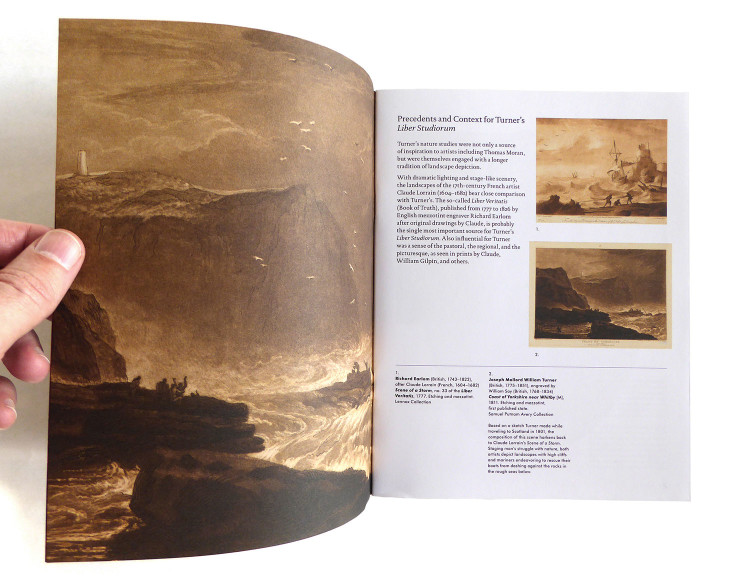 Precedents and Context for Turner's
Liber Studiorum
Turner's nature studies were not only a source
of inspiration to artists including Thomas Moran,
but were themselves engaged with a longer
tradition of landscape depiction.
With dramatic lighting and stage-like scenery,
the landscapes of the 17th-century French artist
Claude Lorrain (1604–1682) bear close comparison
with Turner's. The so-called Liber Veritatis
(Book of Truth), published from 1777 to 1816 by
English mezzotint engraver Richard Earlom
after original drawings by Claude, is probably
the single most important source for Turner's
Liber Studiorum. Also influential for Turner
was a sense of the pastoral, the regional, and the
picturesque, as seen in prints by Claude,
William Gilpin, and others.
1.
2.
1.
Richard Earlom (British, 1743–1822),
after Claude Lorrain (French, 1604–1682)
Scene of a Storm, no. 33 of the Liber
Veritatis, 1777. Etching and mezzotint
Lennox Collection
2.
Joseph Mallord William Turner
(British, 1775–1851), engraved by
William Say (British, 1768–1834)
Coast of Yorkshire near Whitby [M],
1811. Etching and mezzotint,
first published state.
Samuel Putnam Avery Collection
Based on a sketch Turner made while
traveling to Scotland in 1801, the
composition of this scene harkens back
to Claude Lorrain's Scene of a Storm.
Staging men's struggle with nature, both
artists depict landscapes with high cliffs
and mariners endeavoring to rescue their
boats from dashing against the rocks in
the rough seas below.